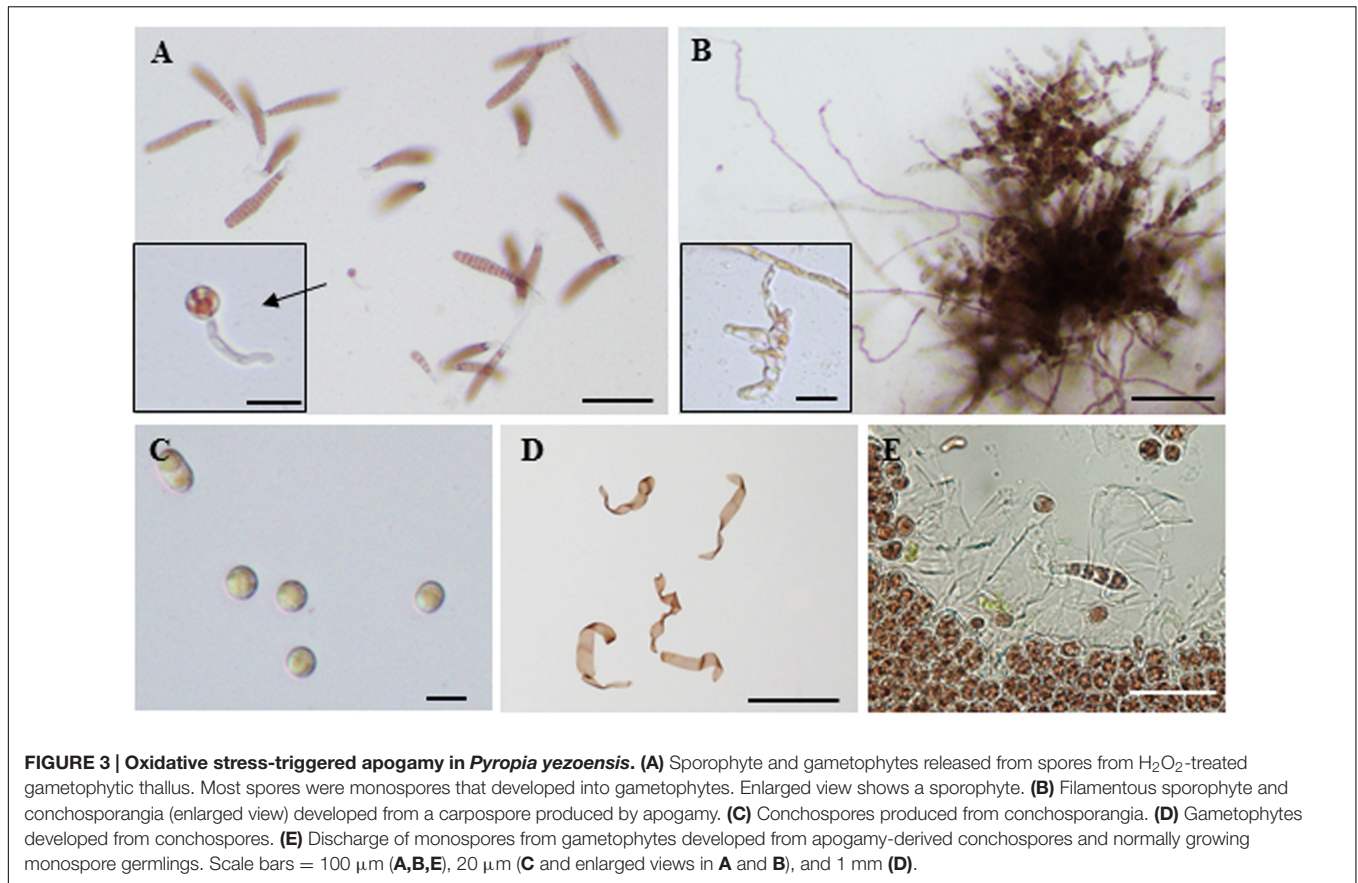 A
B
C
D
E
FIGURE 3 | Oxidative stress-triggered apogamy in Pyropia yezoensis. (A) Sporophyte and gametophytes released from spores from H₂O₂-treated
gametophytic thallus. Most spores were monospores that developed into gametophytes. Enlarged view shows a sporophyte. (B) Filamentous sporophyte and
conchosporangia (enlarged view) developed from a carpospore produced by apogamy. (C) Conchospores produced from conchosporangia. (D) Gametophytes
developed from conchospores. (E) Discharge of monospores from gametophytes developed from apogamy-derived conchospores and normally growing
monospore germlings. Scale bars = 100 μm (A,B,E), 20 μm (C and enlarged views in A and B), and 1 mm (D).